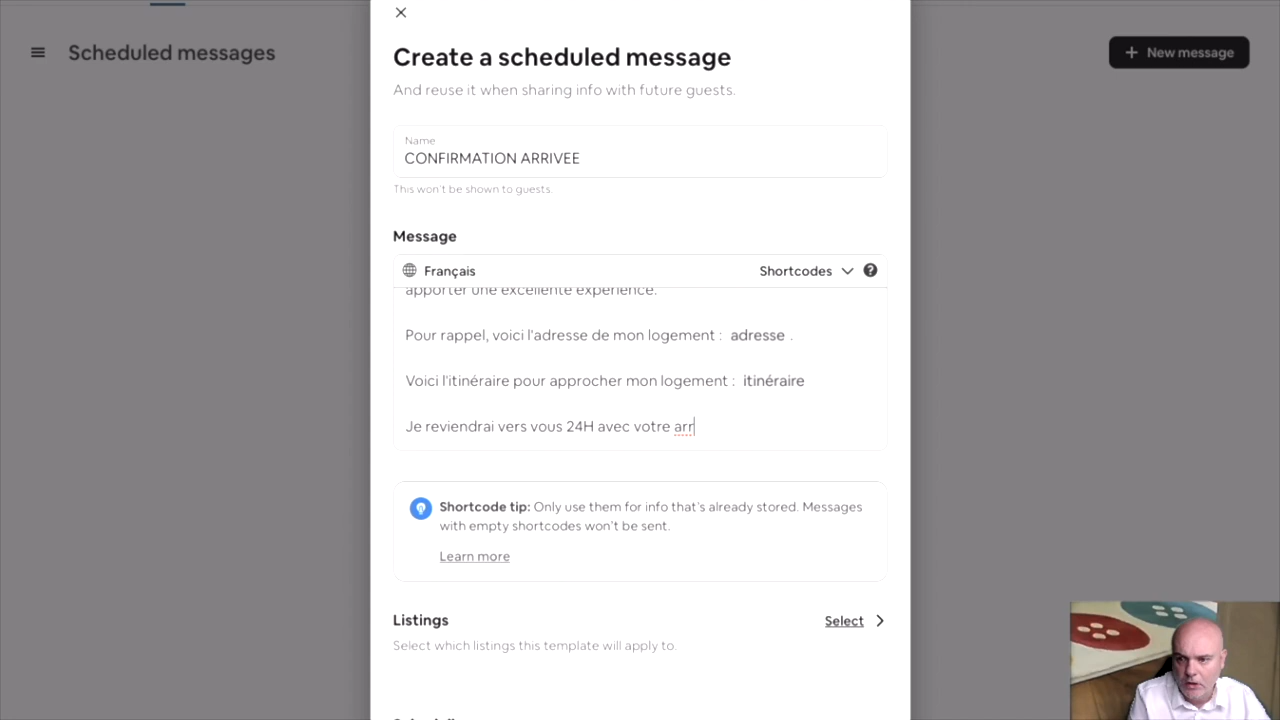 Create a scheduled message
And reuse it when sharing info with future guests.
Scheduled messages
New message
Name
CONFIRMATION ARRIVEE
This won't be shown to guests.
Message
Français
Shortcodes
apporter une excellente expérience.
Pour rappel, voici l'adresse de mon logement : adresse .
Voici l'itinéraire pour approcher mon logement : itinéraire
Je reviendrai vers vous 24H avec votre arr
Shortcode tip: Only use them for info that's already stored. Messages
with empty shortcodes won't be sent.
Learn more
Listings
Select
Select which listings this template will apply to.